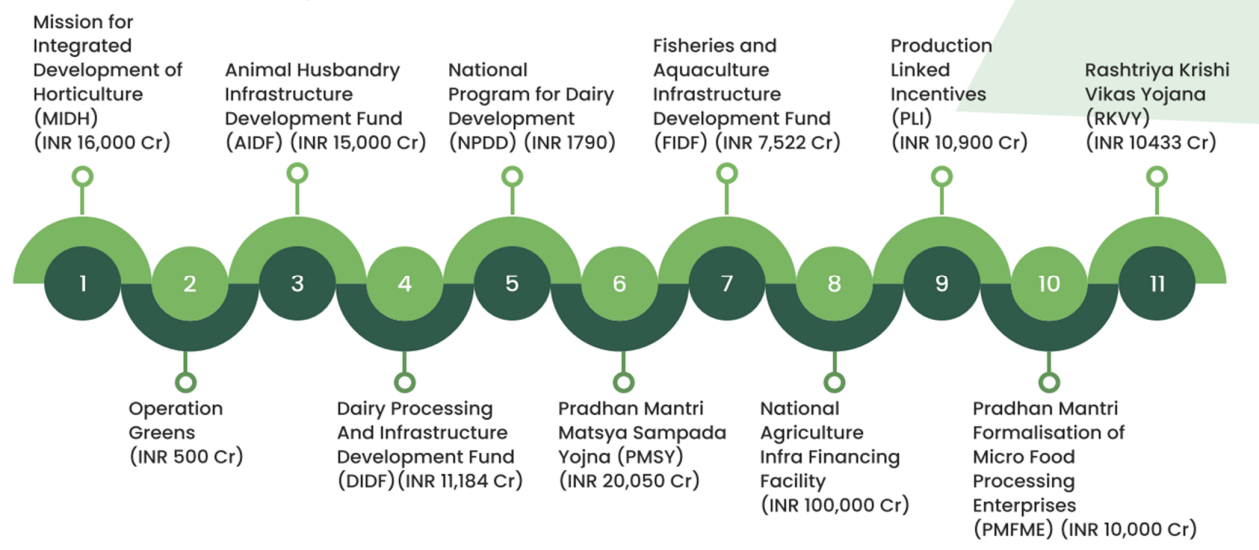 Mission for
Integrated
Development of
Horticulture
(MIDH)
(INR 16,000 Cr)
Animal Husbandry
Infrastructure
Development Fund
(AIDF) (INR 15,000 Cr)
National
Program for Dairy
Development
(NPDD) (INR 1790)
Fisheries and
Aquaculture
Infrastructure
Development Fund
(FIDF) (INR 7,522 Cr)
Production
Linked
Incentives
(PLI)
(INR 10,900 Cr)
Rashtriya Krishi
Vikas Yojana
(RKVY)
(INR 10433 Cr)
1
2
3
4
5
6
7
8
9
10
11
Operation
Greens
(INR 500 Cr)
Dairy Processing
And Infrastructure
Development Fund
(DIDF)(INR 11,184 Cr)
Pradhan Mantri
Matsya Sampada
Yojna (PMSY)
(INR 20,050 Cr)
National
Agriculture
Infra Financing
Facility
(INR 100,000 Cr)
Pradhan Mantri
Formalisation of
Micro Food
Processing
Enterprises
(PMFME) (INR 10,000 Cr)